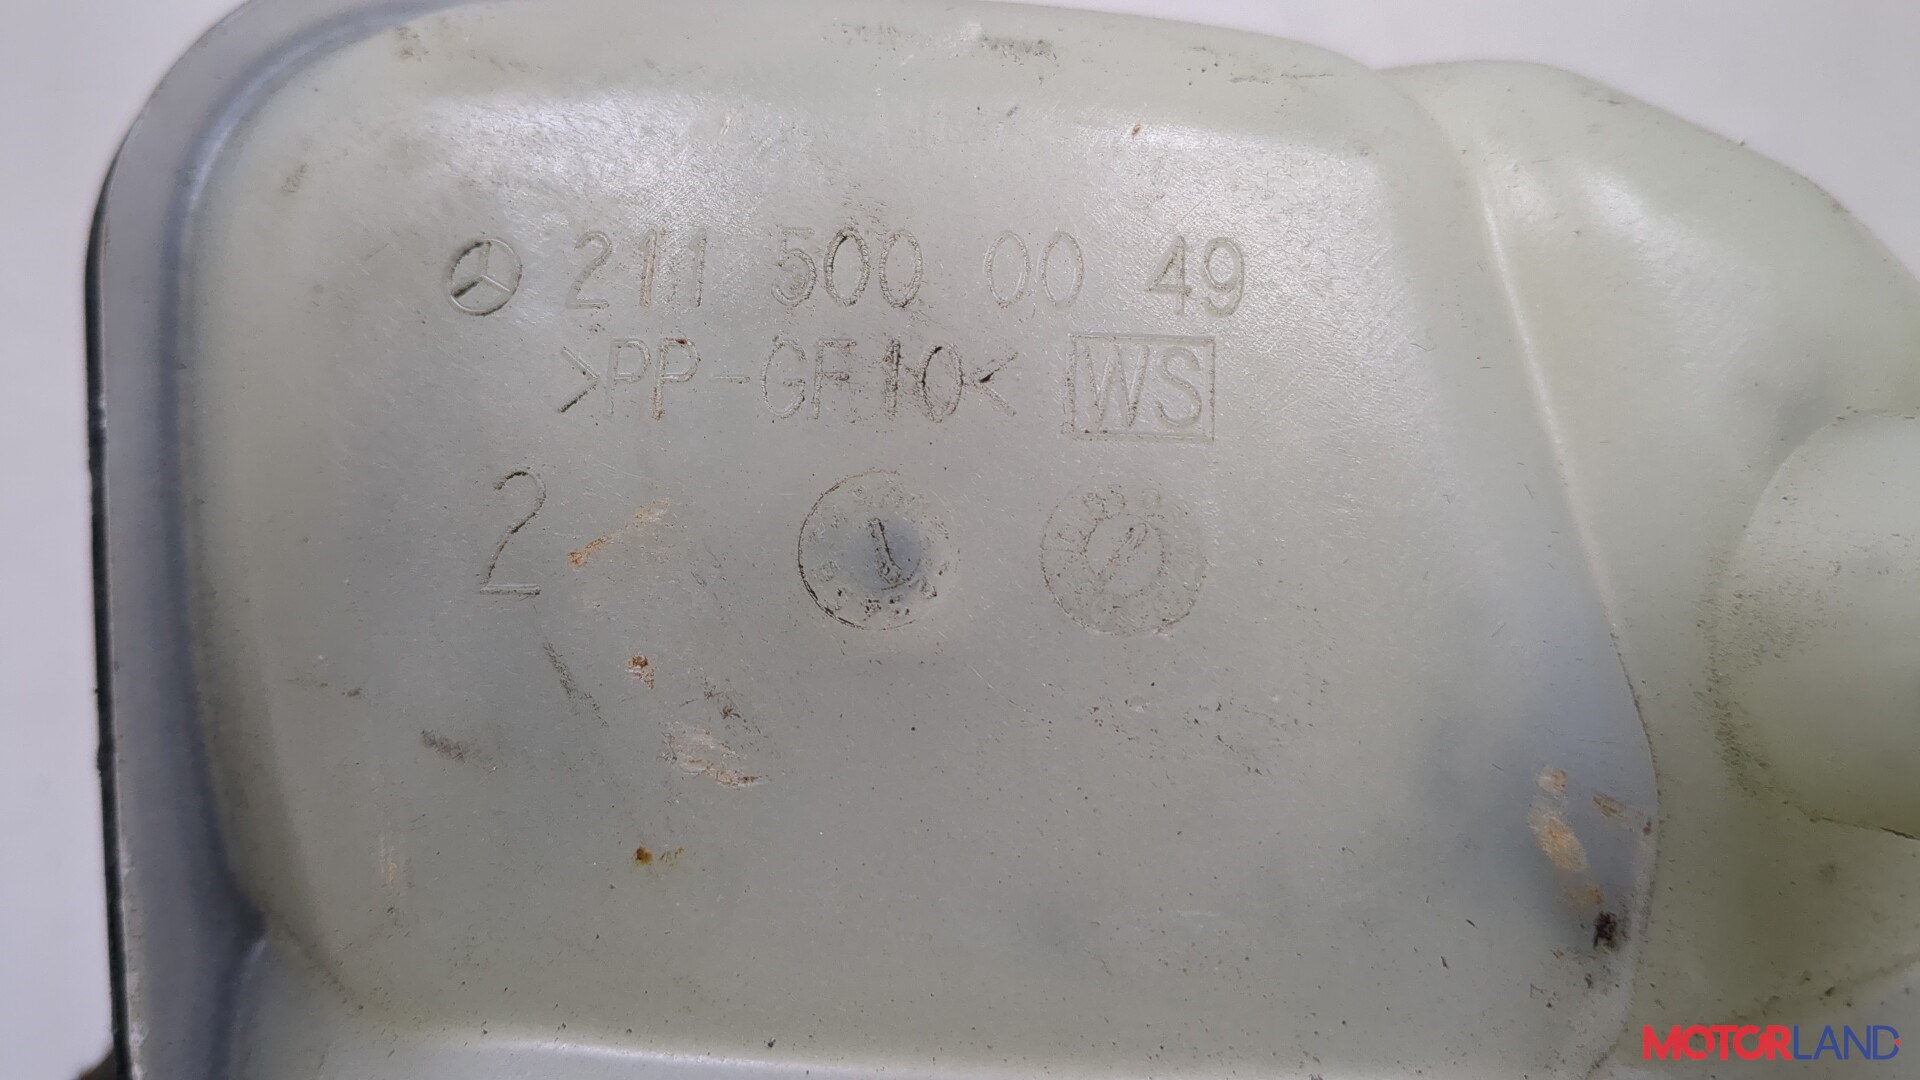 211 500 00 49
>PP-GF10< WS
2
MOTORLAND